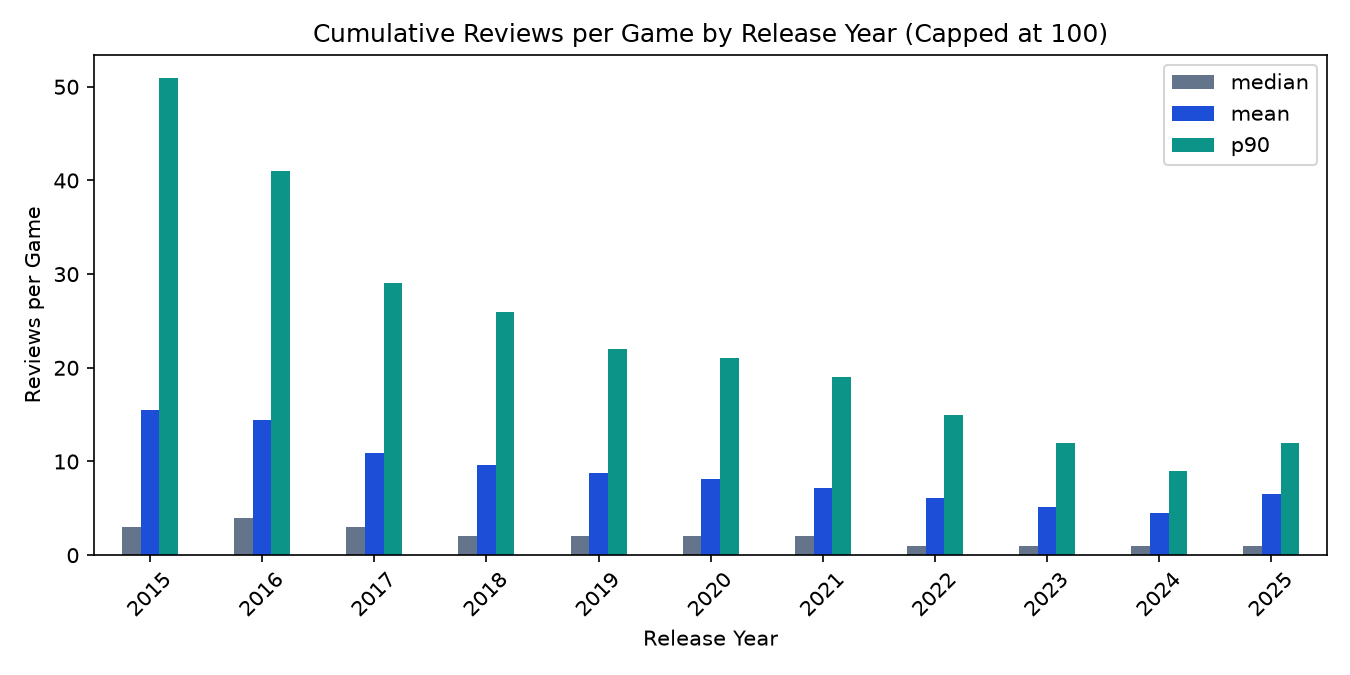 Cumulative Reviews per Game by Release Year (Capped at 100)
median
mean
p90
Reviews per Game
50
40
30
20
10
0
2015 2016 2017 2018 2019 2020 2021 2022 2023 2024 2025
Release Year